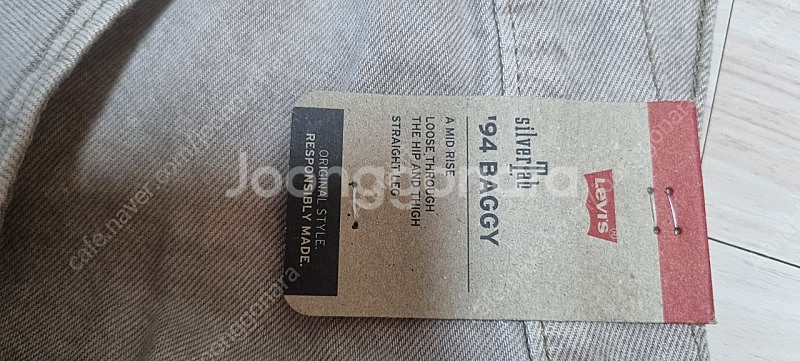 Levi's
silverTab
'94 BAGGY
A MID RISE
LOOSE THROUGH
THE HIP AND THIGH
STRAIGHT LEG
ORIGINAL STYLE.
RESPONSIBLY MADE.
Joonggonara
cafe.naver.com/joonggonara